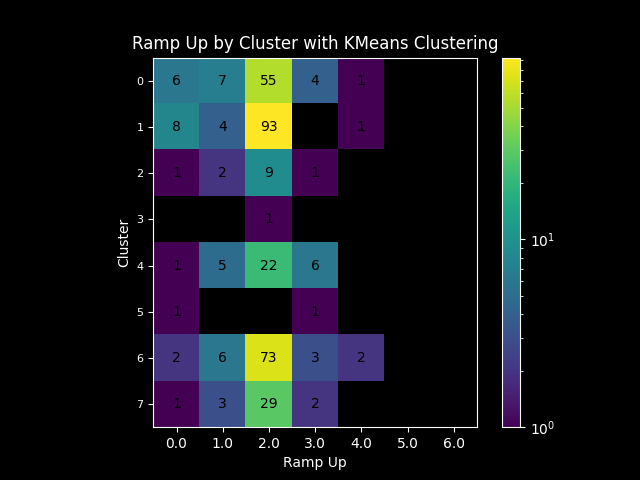 Ramp Up by Cluster with KMeans Clustering
0 6 7 55 4 1
1 8 4 93 1
2 1 2 9 1
3 1
4 1 5 22 6
5 1 1
6 2 6 73 3 2
7 1 3 29 2
0.0 1.0 2.0 3.0 4.0 5.0 6.0
Ramp Up
Cluster
10^1
10^0